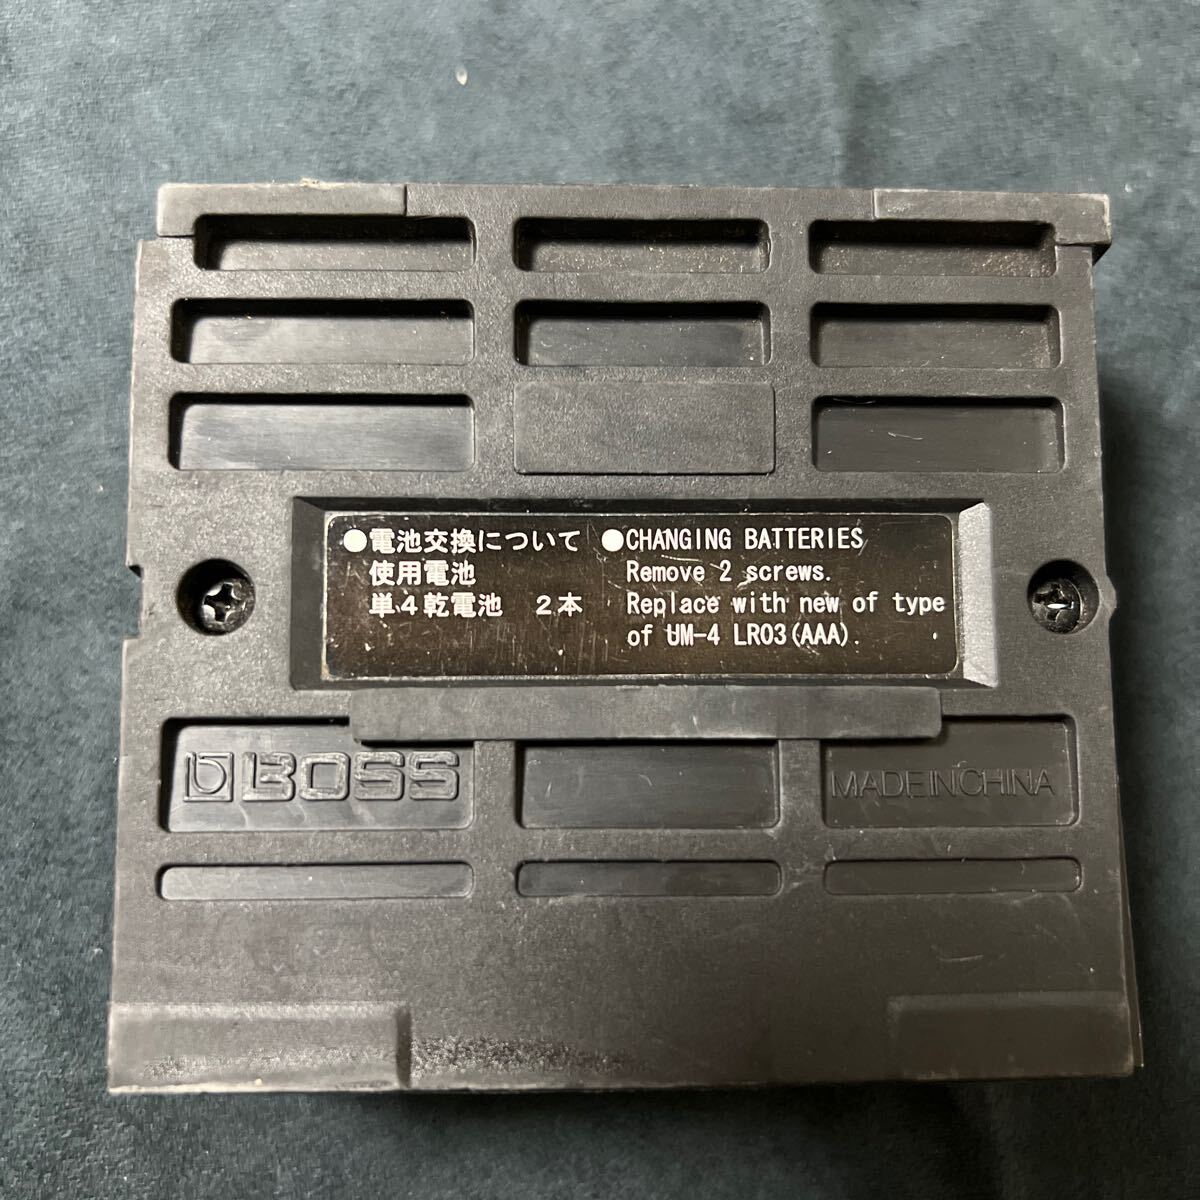 ●電池交換について
使用電池
単4乾電池　2本
●CHANGING BATTERIES
Remove 2 screws.
Replace with new of type
of UM-4 LR03(AAA).
BOSS
MADE IN CHINA